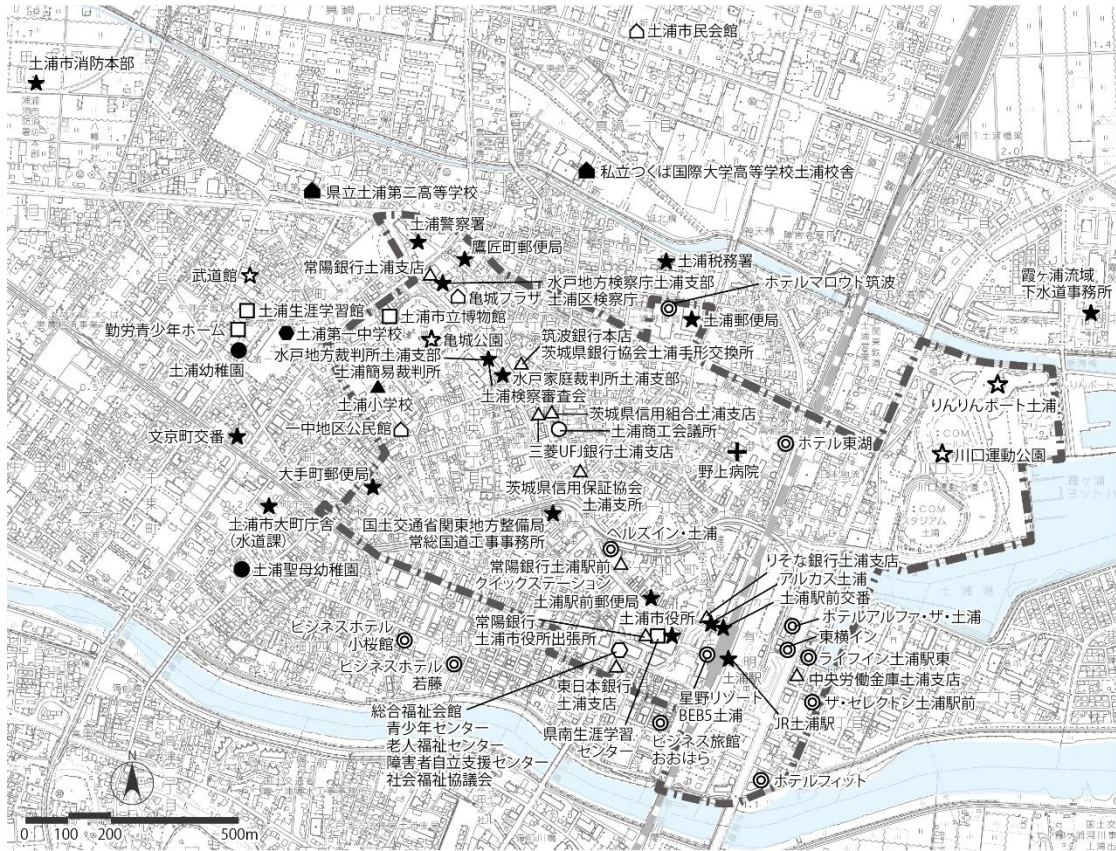 土浦市民会館
土浦市消防本部
私立つくば国際大学高等学校土浦校舎
県立土浦第二高等学校
土浦警察署
鷹匠町郵便局
常陽銀行土浦支店
土浦税務署
ホテルマロウド筑波
霞ヶ浦流域
下水道事務所
武道館
水戸地方検察庁土浦支部
土浦区検察庁
亀城プラザ
土浦生涯学習館
土浦市立博物館
土浦郵便局
勤労青少年ホーム
土浦第一中学校
亀城公園
筑波銀行本店
茨城県銀行協会土浦手形交換所
水戸地方裁判所土浦支部
土浦簡易裁判所
土浦幼稚園
水戸家庭裁判所土浦支部
土浦検察審査会
土浦小学校
りんりんポート土浦
茨城県信用組合土浦支店
一中地区公民館
土浦商工会議所
文京町交番
三菱UFJ銀行土浦支店
野上病院
ホテル東湖
川口運動公園
大手町郵便局
茨城県信用保証協会
土浦支所
土浦市大町庁舎
(水道課)
国土交通省関東地方整備局
常総国道工事事務所
ベルズイン・土浦
りそな銀行土浦支店
アルカス土浦
土浦駅前交番
土浦聖母幼稚園
常陽銀行土浦駅前
クイックステーション
土浦駅前郵便局
土浦市役所
ホテルアルファ・ザ・土浦
ビジネスホテル
小桜館
常陽銀行
土浦市役所出張所
東横イン
ライフイン土浦駅東
ビジネスホテル
若藤
中央労働金庫土浦支店
東日本銀行
土浦支店
星野リゾート
BEB5土浦
JR土浦駅
ザ・セレクトン土浦駅前
総合福祉会館
青少年センター
老人福祉センター
障害者自立支援センター
社会福祉協議会
県南生涯学習
センター
ビジネス旅館
おおはら
ホテルフィット
N
0 100 200 500m